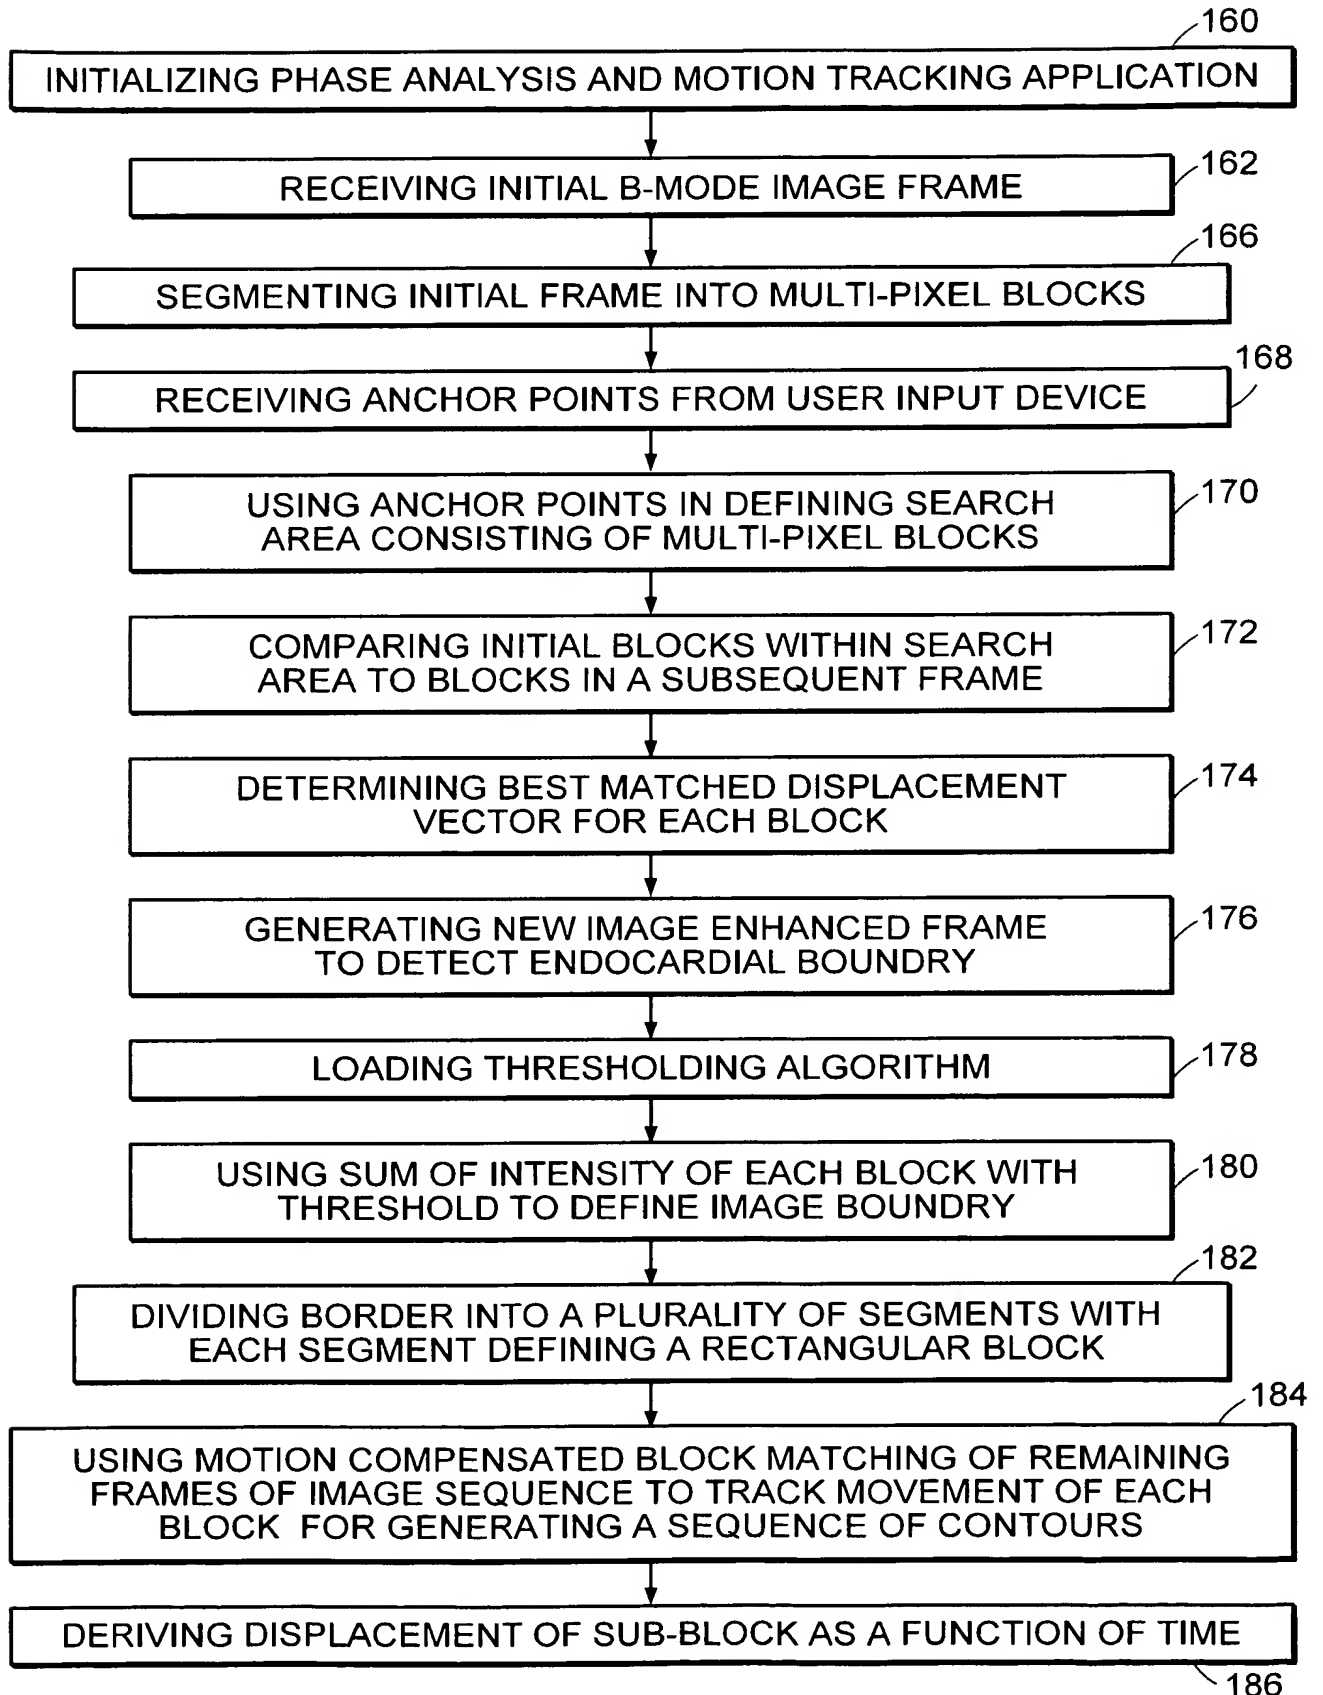 160
INITIALIZING PHASE ANALYSIS AND MOTION TRACKING APPLICATION
162
RECEIVING INITIAL B-MODE IMAGE FRAME
166
SEGMENTING INITIAL FRAME INTO MULTI-PIXEL BLOCKS
168
RECEIVING ANCHOR POINTS FROM USER INPUT DEVICE
170
USING ANCHOR POINTS IN DEFINING SEARCH
AREA CONSISTING OF MULTI-PIXEL BLOCKS
172
COMPARING INITIAL BLOCKS WITHIN SEARCH
AREA TO BLOCKS IN A SUBSEQUENT FRAME
174
DETERMINING BEST MATCHED DISPLACEMENT
VECTOR FOR EACH BLOCK
176
GENERATING NEW IMAGE ENHANCED FRAME
TO DETECT ENDOCARDIAL BOUNDRY
178
LOADING THRESHOLDING ALGORITHM
180
USING SUM OF INTENSITY OF EACH BLOCK WITH
THRESHOLD TO DEFINE IMAGE BOUNDRY
182
DIVIDING BORDER INTO A PLURALITY OF SEGMENTS WITH
EACH SEGMENT DEFINING A RECTANGULAR BLOCK
184
USING MOTION COMPENSATED BLOCK MATCHING OF REMAINING
FRAMES OF IMAGE SEQUENCE TO TRACK MOVEMENT OF EACH
BLOCK FOR GENERATING A SEQUENCE OF CONTOURS
DERIVING DISPLACEMENT OF SUB-BLOCK AS A FUNCTION OF TIME
186